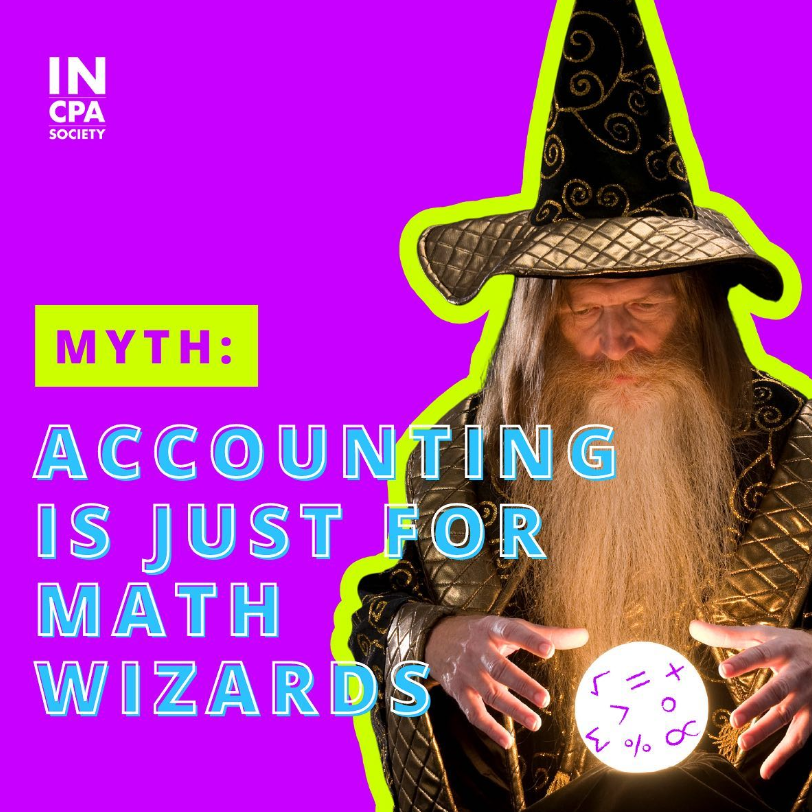 IN
CPA
SOCIETY
MYTH:
ACCOUNTING
IS JUST FOR
MATH
WIZARDS